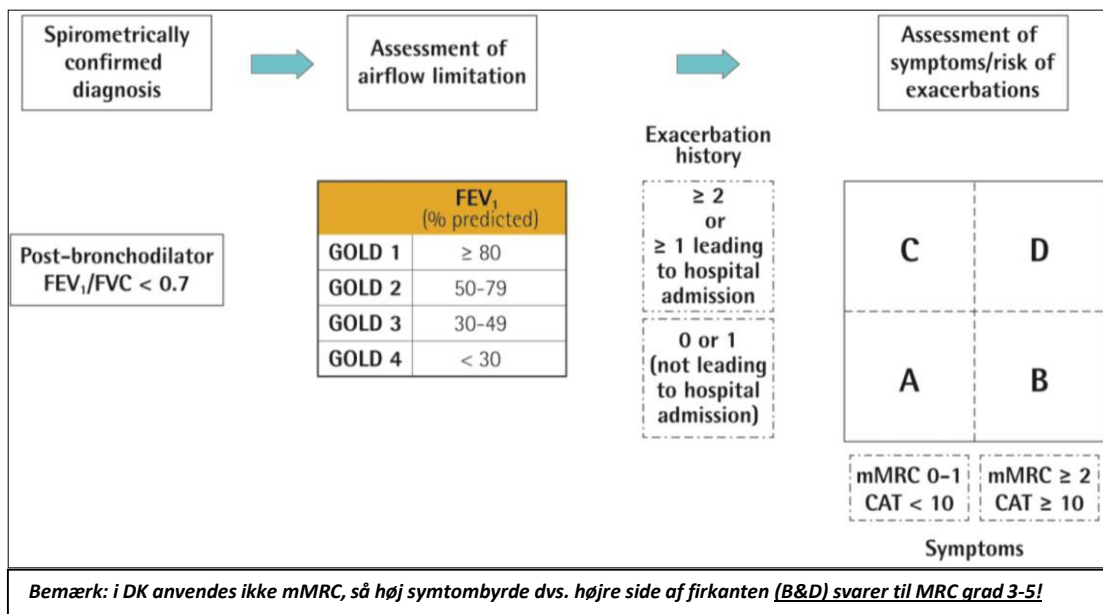 Spirometrically
confirmed
diagnosis
Assessment of
airflow limitation
Assessment of
symptoms/risk of
exacerbations
Post-bronchodilator
FEV₁/FVC < 0.7
FEV₁
(% predicted)
GOLD 1 ≥ 80
GOLD 2 50-79
GOLD 3 30-49
GOLD 4 < 30
Exacerbation
history
≥ 2
or
≥ 1 leading
to hospital
admission
0 or 1
(not leading
to hospital
admission)
C D
A B
mMRC 0-1
CAT < 10
mMRC ≥ 2
CAT ≥ 10
Symptoms
Bemærk: i DK anvendes ikke mMRC, så høj symtombyrde dvs. højre side af firkanten (B&D) svarer til MRC grad 3-5!